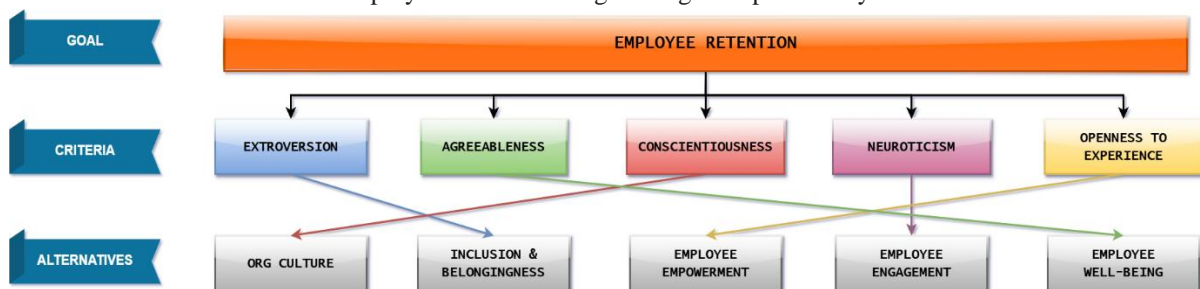 GOAL
EMPLOYEE RETENTION
CRITERIA
EXTROVERSION
AGREEABLENESS
CONSCIENTIOUSNESS
NEUROTICISM
OPENNESS TO
EXPERIENCE
ALTERNATIVES
ORG CULTURE
INCLUSION &
BELONGINGNESS
EMPLOYEE
EMPOWERMENT
EMPLOYEE
ENGAGEMENT
EMPLOYEE
WELL-BEING